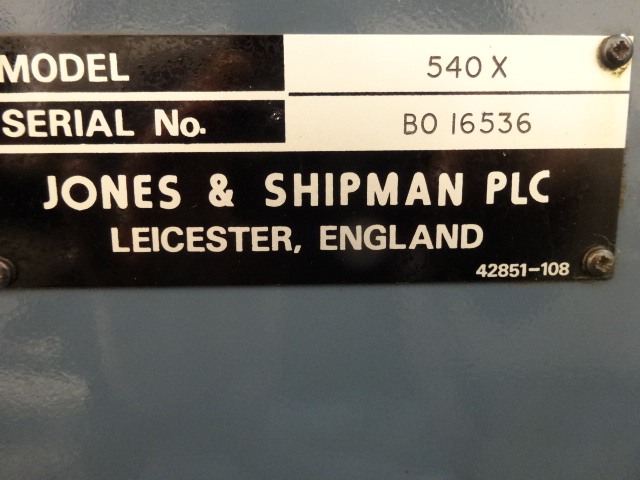 MODEL 540 X
SERIAL No. BO 16536
JONES & SHIPMAN PLC
LEICESTER, ENGLAND
42851-108